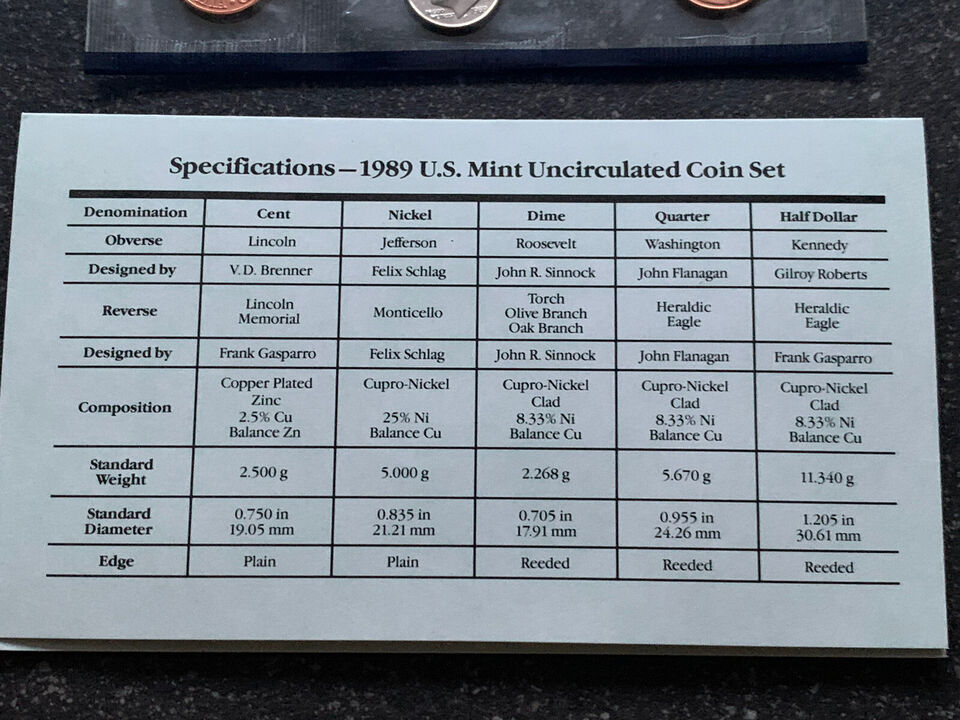 Specifications—1989 U.S. Mint Uncirculated Coin Set
Denomination Cent Nickel Dime Quarter Half Dollar
Obverse Lincoln Jefferson Roosevelt Washington Kennedy
Designed by V.D. Brenner Felix Schlag John R. Sinnock John Flanagan Gilroy Roberts
Reverse Lincoln Memorial Monticello Torch Olive Branch Oak Branch Heraldic Eagle Heraldic Eagle
Designed by Frank Gasparro Felix Schlag John R. Sinnock John Flanagan Frank Gasparro
Composition Copper Plated Zinc 2.5% Cu Balance Zn Cupro-Nickel 25% Ni Balance Cu Cupro-Nickel Clad 8.33% Ni Balance Cu Cupro-Nickel Clad 8.33% Ni Balance Cu Cupro-Nickel Clad 8.33% Ni Balance Cu
Standard Weight 2.500 g 5.000 g 2.268 g 5.670 g 11.340 g
Standard Diameter 0.750 in 19.05 mm 0.835 in 21.21 mm 0.705 in 17.91 mm 0.955 in 24.26 mm 1.205 in 30.61 mm
Edge Plain Plain Reeded Reeded Reeded